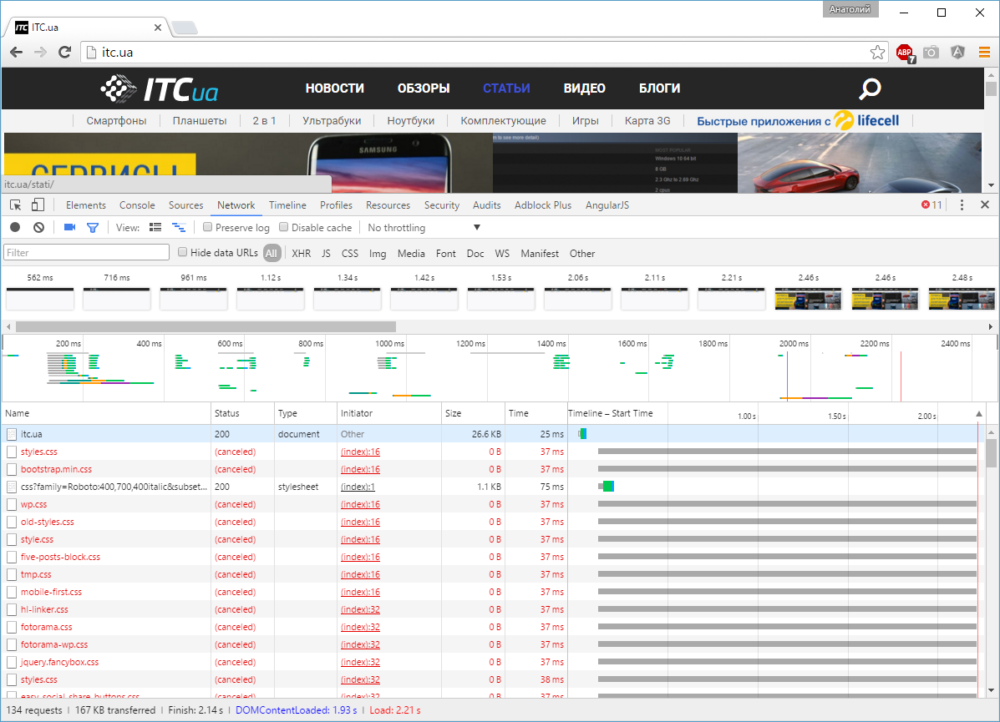 Анатолий
ITC ITC.ua
itc.ua
ABP 7
ITCua НОВОСТИ ОБЗОРЫ СТАТЬИ ВИДЕО БЛОГИ
Смартфоны Планшеты 2 в 1 Ультрабуки Ноутбуки Комплектующие Игры Карта 3G Быстрые приложения с lifecell
SAMSUNG
MOST POPULAR
Windows 10 64 bit
8 GB
2.3 Ghz to 2.69 Ghz
2 cpus
СЕРВИСЫ
itc.ua/stati/
Elements Console Sources Network Timeline Profiles Resources Security Audits Adblock Plus AngularJS 11
View: Preserve log Disable cache No throttling
Filter Hide data URLs All XHR JS CSS Img Media Font Doc WS Manifest Other
562 ms 716 ms 961 ms 1.12 s 1.34 s 1.42 s 1.53 s 2.06 s 2.11 s 2.21 s 2.46 s 2.46 s 2.48 s
200 ms 400 ms 600 ms 800 ms 1000 ms 1200 ms 1400 ms 1600 ms 1800 ms 2000 ms 2200 ms 2400 ms
Name Status Type Initiator Size Time Timeline – Start Time 1.00 s 1.50 s 2.00 s
itc.ua 200 document Other 26.6 KB 25 ms
styles.css (canceled) (index):16 0 B 37 ms
bootstrap.min.css (canceled) (index):16 0 B 37 ms
css?family=Roboto:400,700,400italic&subset... 200 stylesheet (index):1 1.1 KB 75 ms
wp.css (canceled) (index):16 0 B 37 ms
old-styles.css (canceled) (index):16 0 B 37 ms
style.css (canceled) (index):16 0 B 37 ms
five-posts-block.css (canceled) (index):16 0 B 37 ms
tmp.css (canceled) (index):16 0 B 37 ms
mobile-first.css (canceled) (index):16 0 B 37 ms
hl-linker.css (canceled) (index):32 0 B 37 ms
fotorama.css (canceled) (index):32 0 B 37 ms
fotorama-wp.css (canceled) (index):32 0 B 37 ms
jquery.fancybox.css (canceled) (index):32 0 B 37 ms
styles.css (canceled) (index):32 0 B 38 ms
easy_social_share_buttons.css (canceled) (index):32 0 B 37 ms
134 requests | 167 KB transferred | Finish: 2.14 s | DOMContentLoaded: 1.93 s | Load: 2.21 s